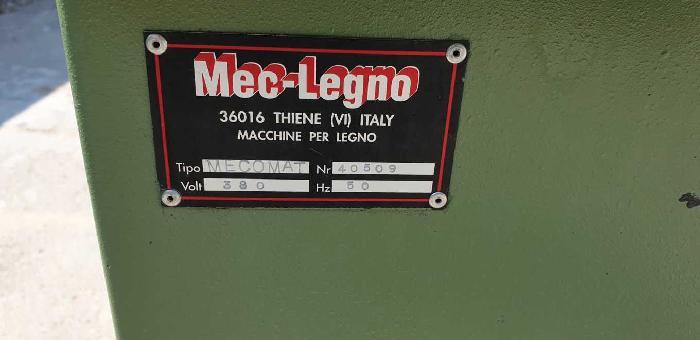 Mec-Legno
36016 THIENE (VI) ITALY
MACCHINE PER LEGNO
Tipo MECOMAT Nr 40509
Volt 380 Hz 50